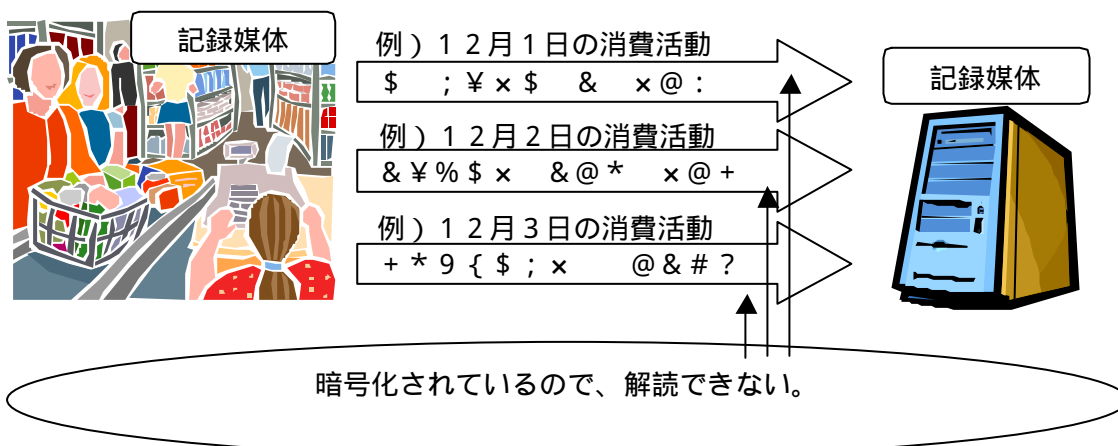 記録媒体
例）１２月１日の消費活動
＄　；￥×＄　＆　×＠：
例）１２月２日の消費活動
＆￥％＄×　＆＠＊　×＠＋
例）１２月３日の消費活動
＋＊９｛＄；×　　＠＆＃？
記録媒体
暗号化されているので、解読できない。